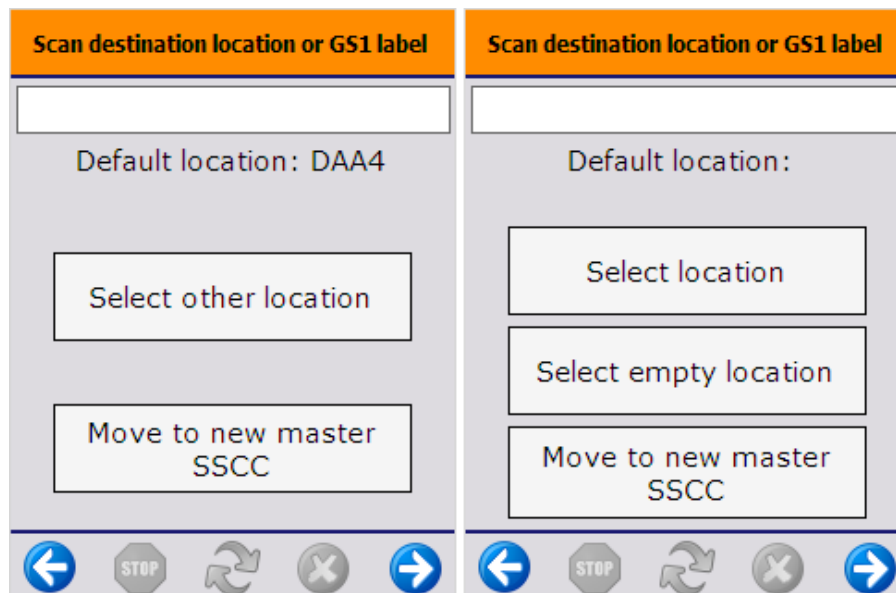 Scan destination location or GS1 label
Default location: DAA4
Select other location
Move to new master
SSCC
STOP
Scan destination location or GS1 label
Default location:
Select location
Select empty location
Move to new master
SSCC
STOP